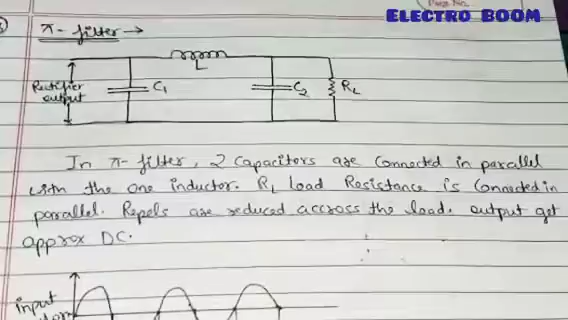 ELECTRO BOOM
π-filter →
L
Rectifier
output
C1
C2
RL
In π-filter, 2 Capacitors are Connected in parallel
with the one inductor. RL load Resistance is Connected in
parallel. Repels are reduced accross the load. output get
approx DC.
input